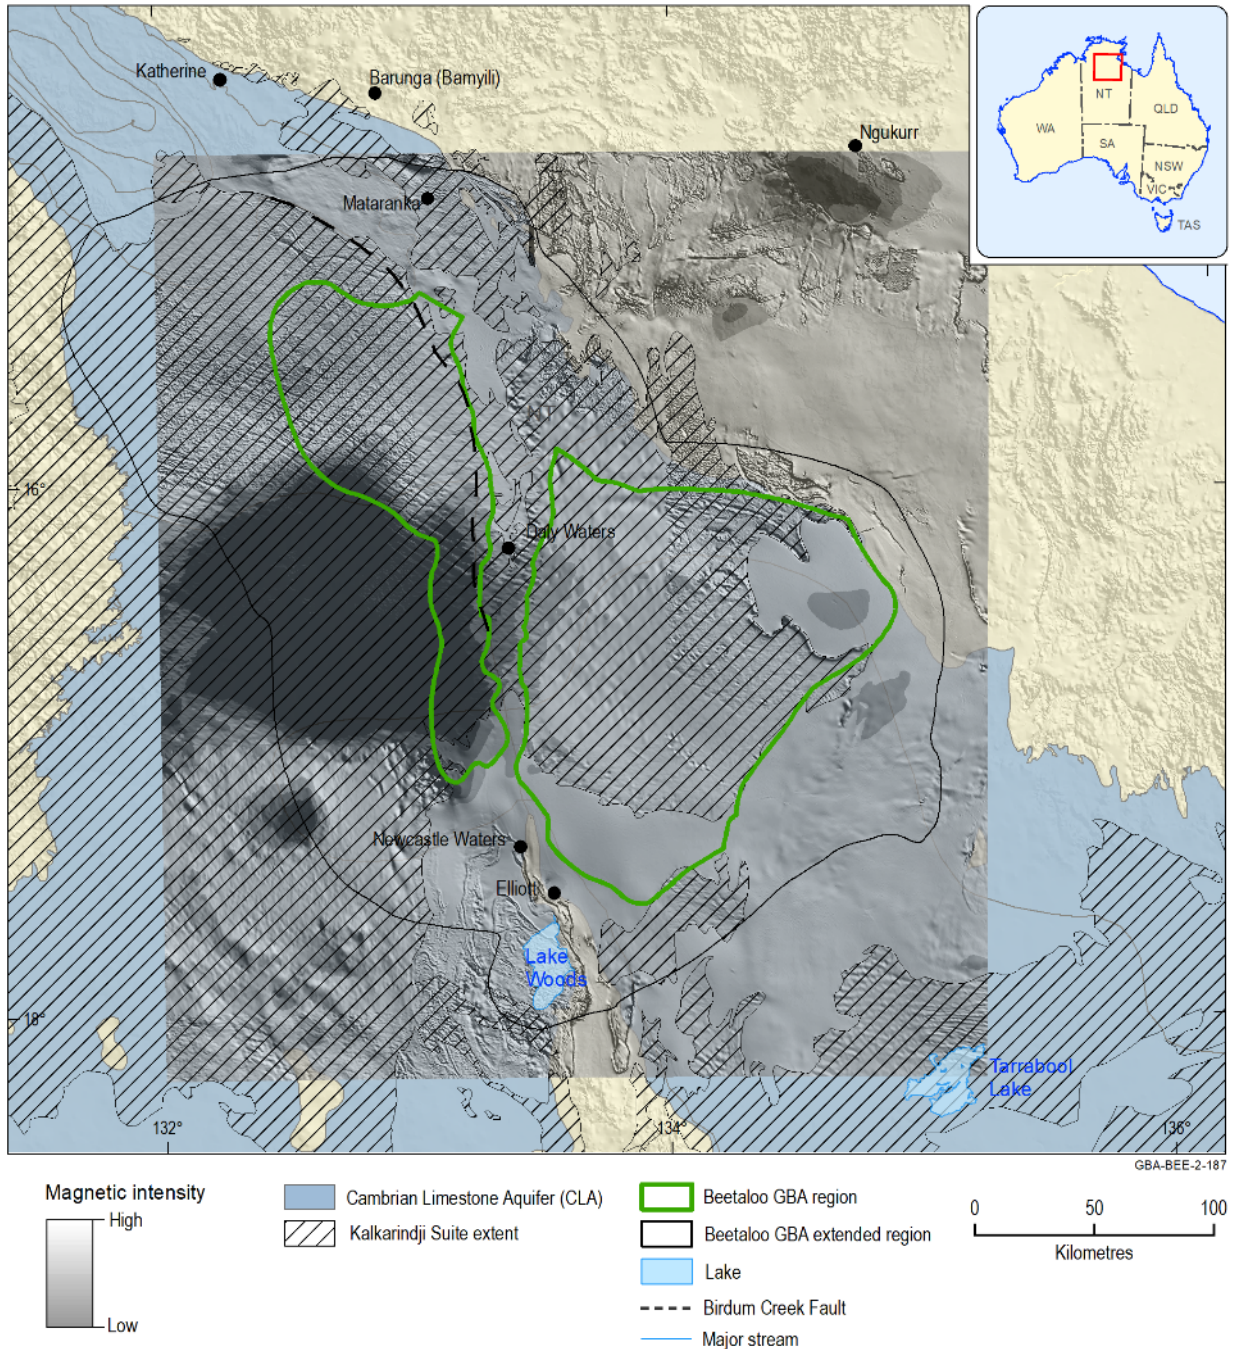 Katherine
Barunga (Bamyili)
Ngukurr
NT
QLD
WA
SA
NSW
VIC
TAS
Mataranka
16°
Daly Waters
Newcastle Waters
Elliott
Lake
Woods
18°
Tarrabool
Lake
132°
134°
136°
GBA-BEE-2-187
Magnetic intensity
High
Low
Cambrian Limestone Aquifer (CLA)
Kalkarindji Suite extent
Beetaloo GBA region
Beetaloo GBA extended region
Lake
Birdum Creek Fault
Major stream
0 50 100
Kilometres